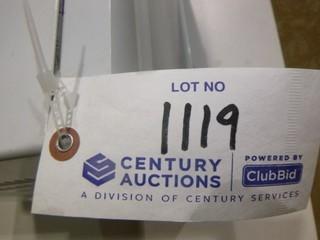 LOT NO
1119
CENTURY AUCTIONS
POWERED BY
ClubBid
A DIVISION OF CENTURY SERVICES